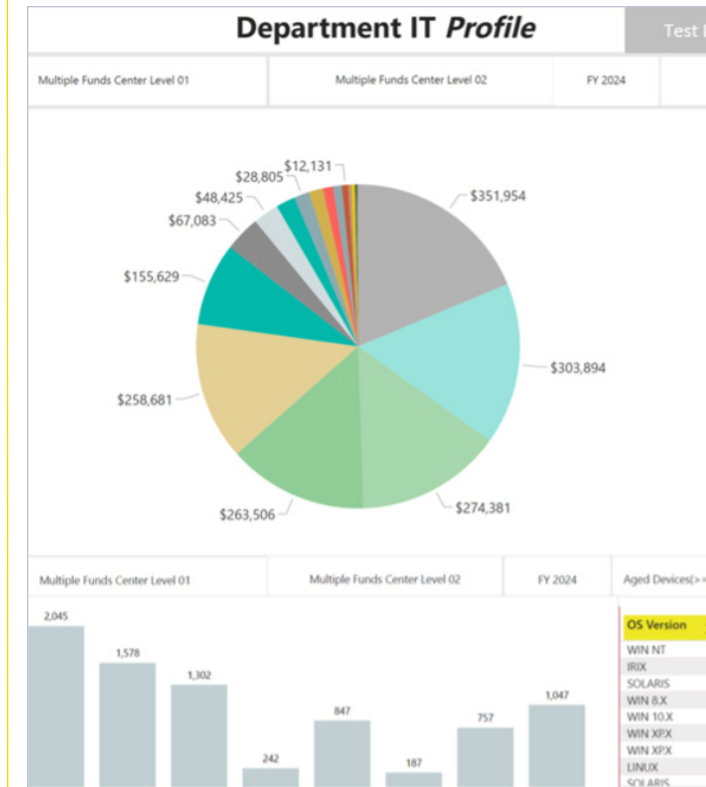 Department IT Profile
Test
Multiple Funds Center Level 01
Multiple Funds Center Level 02
FY 2024
$12,131
$28,805
$48,425
$67,083
$155,629
$258,681
$263,506
$351,954
$303,894
$274,381
Multiple Funds Center Level 01
Multiple Funds Center Level 02
FY 2024
Aged Devices(>=
2,045
1,578
1,302
242
847
187
757
1,047
OS Version
WIN NT
IRIX
SOLARIS
WIN 8.X
WIN 10.X
WIN XP.X
WIN XP.X
LINUX
SOLARIS